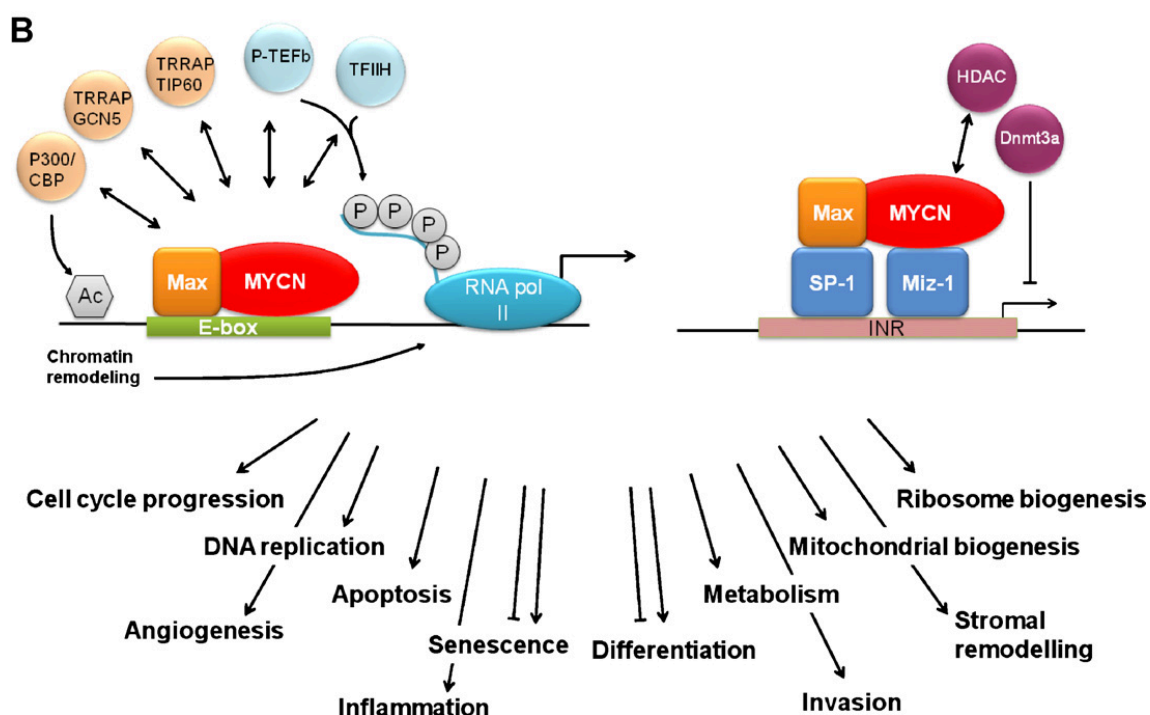 B
P300/
CBP
TRRAP
GCN5
TRRAP
TIP60
P-TEFb
TFIIH
P
P
P
P
Ac
Max
MYCN
E-box
RNA pol
II
Chromatin
remodeling
HDAC
Dnmt3a
Max
MYCN
SP-1
Miz-1
INR
Cell cycle progression
DNA replication
Apoptosis
Angiogenesis
Senescence
Inflammation
Differentiation
Metabolism
Invasion
Mitochondrial biogenesis
Ribosome biogenesis
Stromal
remodelling